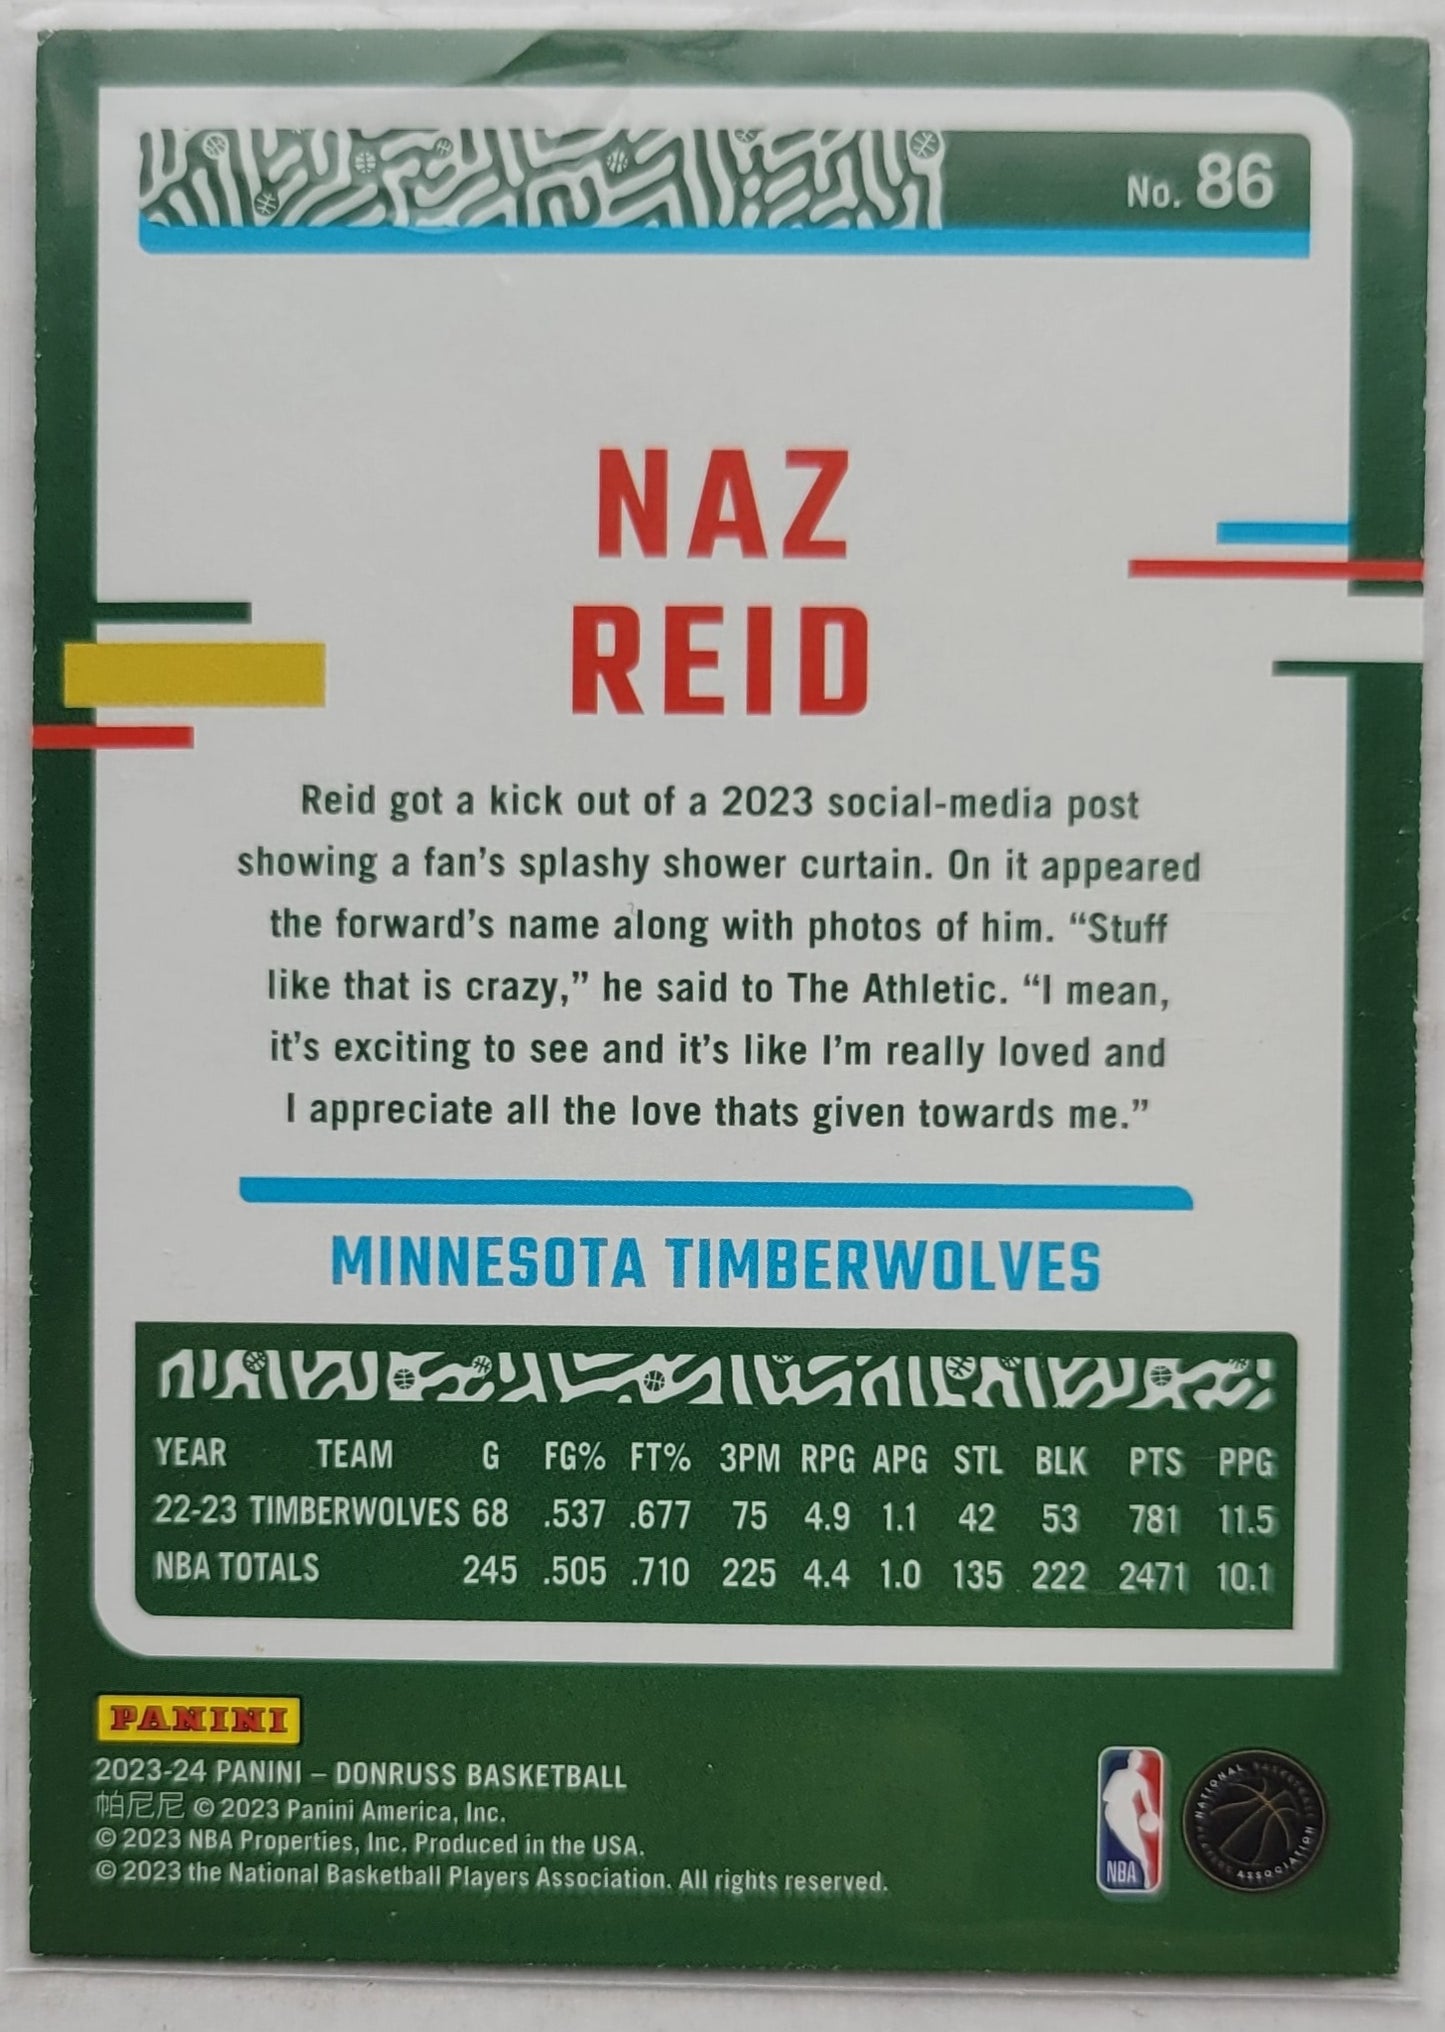 No. 86
NAZ
REID
Reid got a kick out of a 2023 social-media post
showing a fan's splashy shower curtain. On it appeared
the forward's name along with photos of him. “Stuff
like that is crazy,” he said to The Athletic. “I mean,
it's exciting to see and it's like I'm really loved and
I appreciate all the love thats given towards me.”
MINNESOTA TIMBERWOLVES
YEAR TEAM G FG% FT% 3PM RPG APG STL BLK PTS PPG
22-23 TIMBERWOLVES 68 .537 .677 75 4.9 1.1 42 53 781 11.5
NBA TOTALS 245 .505 .710 225 4.4 1.0 135 222 2471 10.1
PANINI
2023-24 PANINI – DONRUSS BASKETBALL
帕尼尼 © 2023 Panini America, Inc.
© 2023 NBA Properties, Inc. Produced in the USA.
© 2023 the National Basketball Players Association. All rights reserved.
NBA
NATIONAL BASKETBALL PLAYERS ASSOCIATION